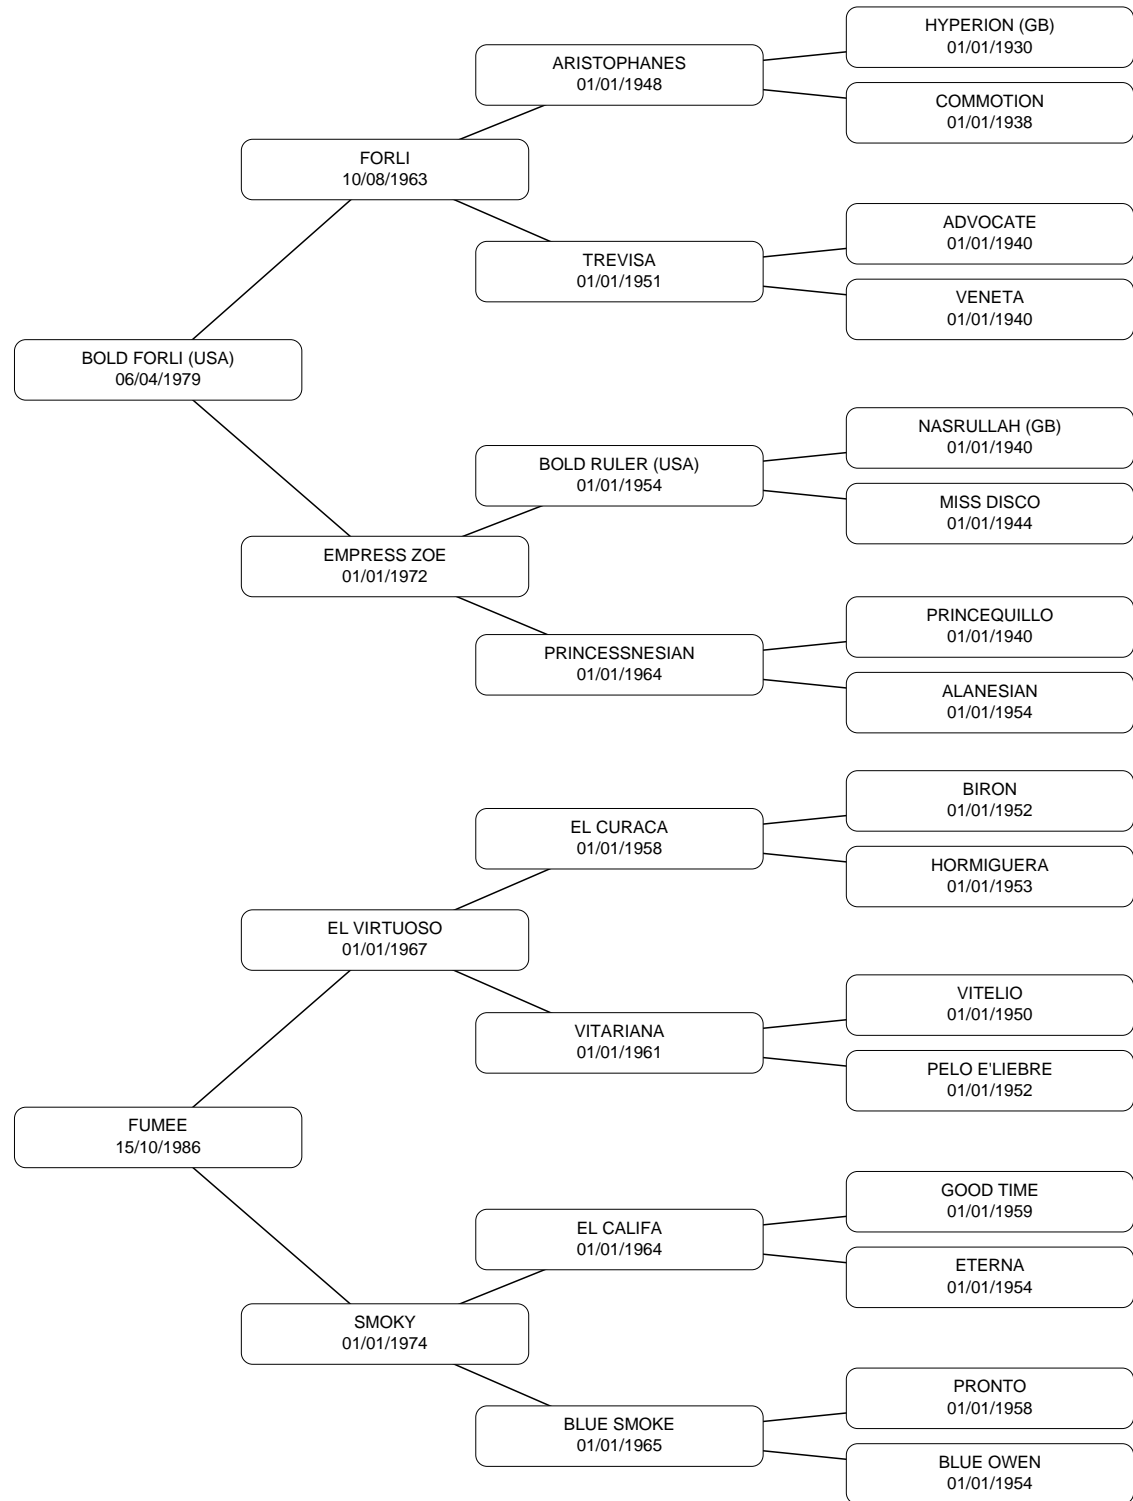 HYPERION (GB)
01/01/1930
ARISTOPHANES
01/01/1948
COMMOTION
01/01/1938
FORLI
10/08/1963
ADVOCATE
01/01/1940
TREVISA
01/01/1951
VENETA
01/01/1940
BOLD FORLI (USA)
06/04/1979
NASRULLAH (GB)
01/01/1940
BOLD RULER (USA)
01/01/1954
MISS DISCO
01/01/1944
EMPRESS ZOE
01/01/1972
PRINCEQUILLO
01/01/1940
PRINCESSNESIAN
01/01/1964
ALANESIAN
01/01/1954
BIRON
01/01/1952
EL CURACA
01/01/1958
HORMIGUERA
01/01/1953
EL VIRTUOSO
01/01/1967
VITELIO
01/01/1950
VITARIANA
01/01/1961
PELO E'LIEBRE
01/01/1952
FUMEE
15/10/1986
GOOD TIME
01/01/1959
EL CALIFA
01/01/1964
ETERNA
01/01/1954
SMOKY
01/01/1974
PRONTO
01/01/1958
BLUE SMOKE
01/01/1965
BLUE OWEN
01/01/1954